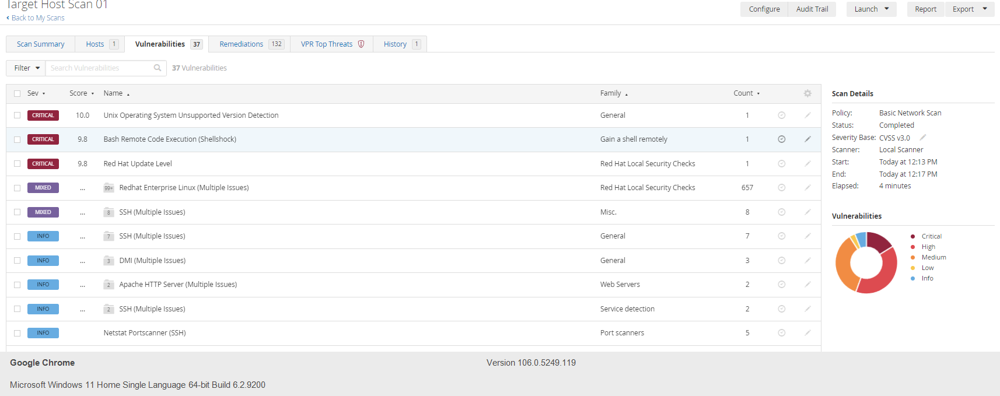 Target Host Scan 01
Back to My Scans
Configure Audit Trail Launch Report Export
Scan Summary Hosts 1 Vulnerabilities 37 Remediations 132 VPR Top Threats History 1
Filter Search Vulnerabilities 37 Vulnerabilities
Sev Score Name Family Count
CRITICAL 10.0 Unix Operating System Unsupported Version Detection General 1
CRITICAL 9.8 Bash Remote Code Execution (Shellshock) Gain a shell remotely 1
CRITICAL 9.8 Red Hat Update Level Red Hat Local Security Checks 1
MIXED ... 99+ Redhat Enterprise Linux (Multiple Issues) Red Hat Local Security Checks 657
MIXED ... 8 SSH (Multiple Issues) Misc. 8
INFO ... 7 SSH (Multiple Issues) General 7
INFO ... 3 DMI (Multiple Issues) General 3
INFO ... 2 Apache HTTP Server (Multiple Issues) Web Servers 2
INFO ... 2 SSH (Multiple Issues) Service detection 2
INFO Netstat Portscanner (SSH) Port scanners 5
Scan Details
Policy: Basic Network Scan
Status: Completed
Severity Base: CVSS v3.0
Scanner: Local Scanner
Start: Today at 12:13 PM
End: Today at 12:17 PM
Elapsed: 4 minutes
Vulnerabilities
Critical
High
Medium
Low
Info
Google Chrome Version 106.0.5249.119
Microsoft Windows 11 Home Single Language 64-bit Build 6.2.9200